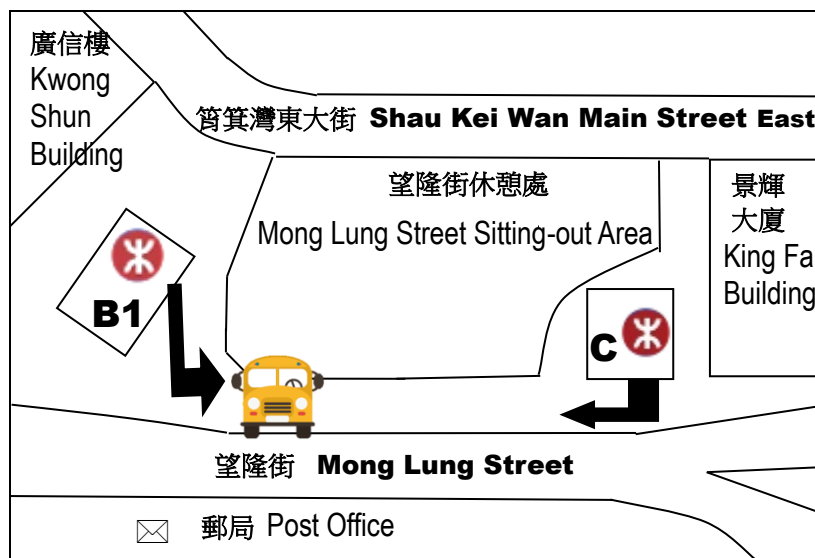 廣信樓
Kwong
Shun
Building
筲箕灣東大街 Shau Kei Wan Main Street East
望隆街休憩處
Mong Lung Street Sitting-out Area
景輝
大廈
King Fa
Building
B1
C
望隆街 Mong Lung Street
郵局 Post Office